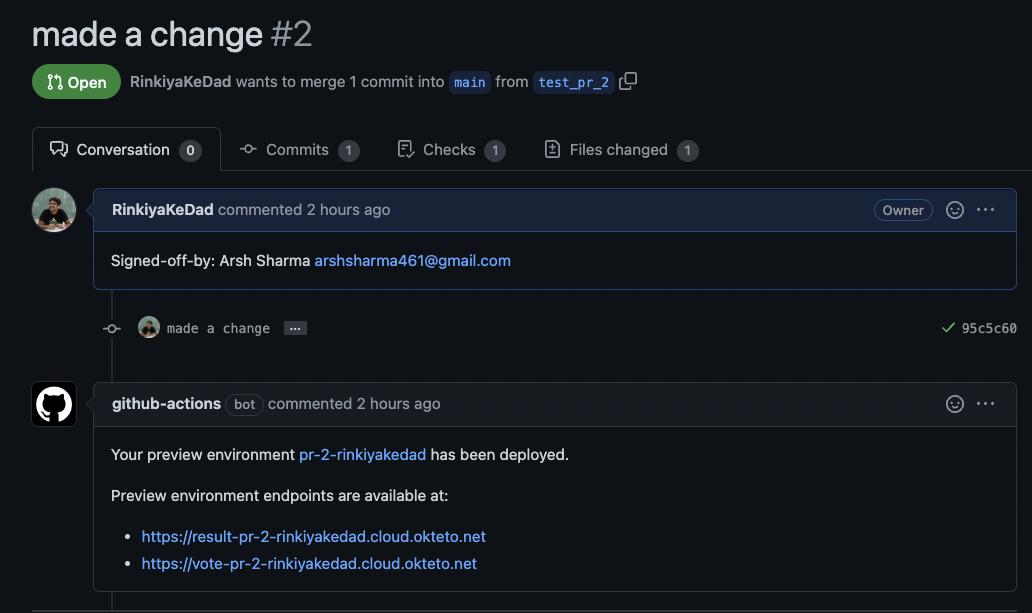 made a change #2
Open RinkiyaKeDad wants to merge 1 commit into main from test_pr_2
Conversation 0 Commits 1 Checks 1 Files changed 1
RinkiyaKeDad commented 2 hours ago Owner
Signed-off-by: Arsh Sharma arshsharma461@gmail.com
made a change ... 95c5c60
github-actions bot commented 2 hours ago
Your preview environment pr-2-rinkiyakedad has been deployed.
Preview environment endpoints are available at:
• https://result-pr-2-rinkiyakedad.cloud.okteto.net
• https://vote-pr-2-rinkiyakedad.cloud.okteto.net